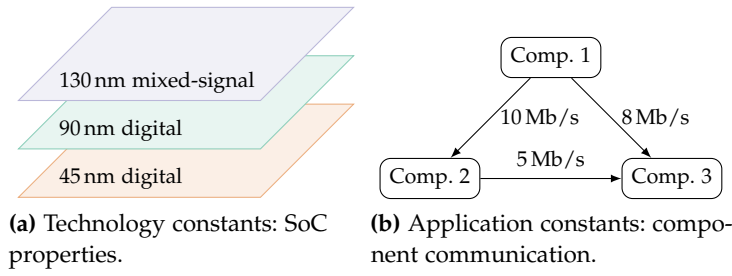 130 nm mixed-signal
90 nm digital
45 nm digital
(a) Technology constants: SoC
properties.
Comp. 1
10 Mb/s
8 Mb/s
5 Mb/s
Comp. 2
Comp. 3
(b) Application constants: compo-
nent communication.